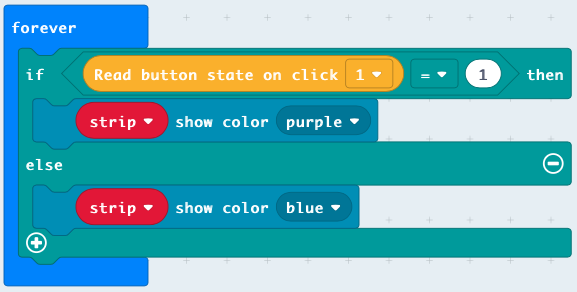 forever
if Read button state on click 1 = 1 then
strip show color purple
else
strip show color blue